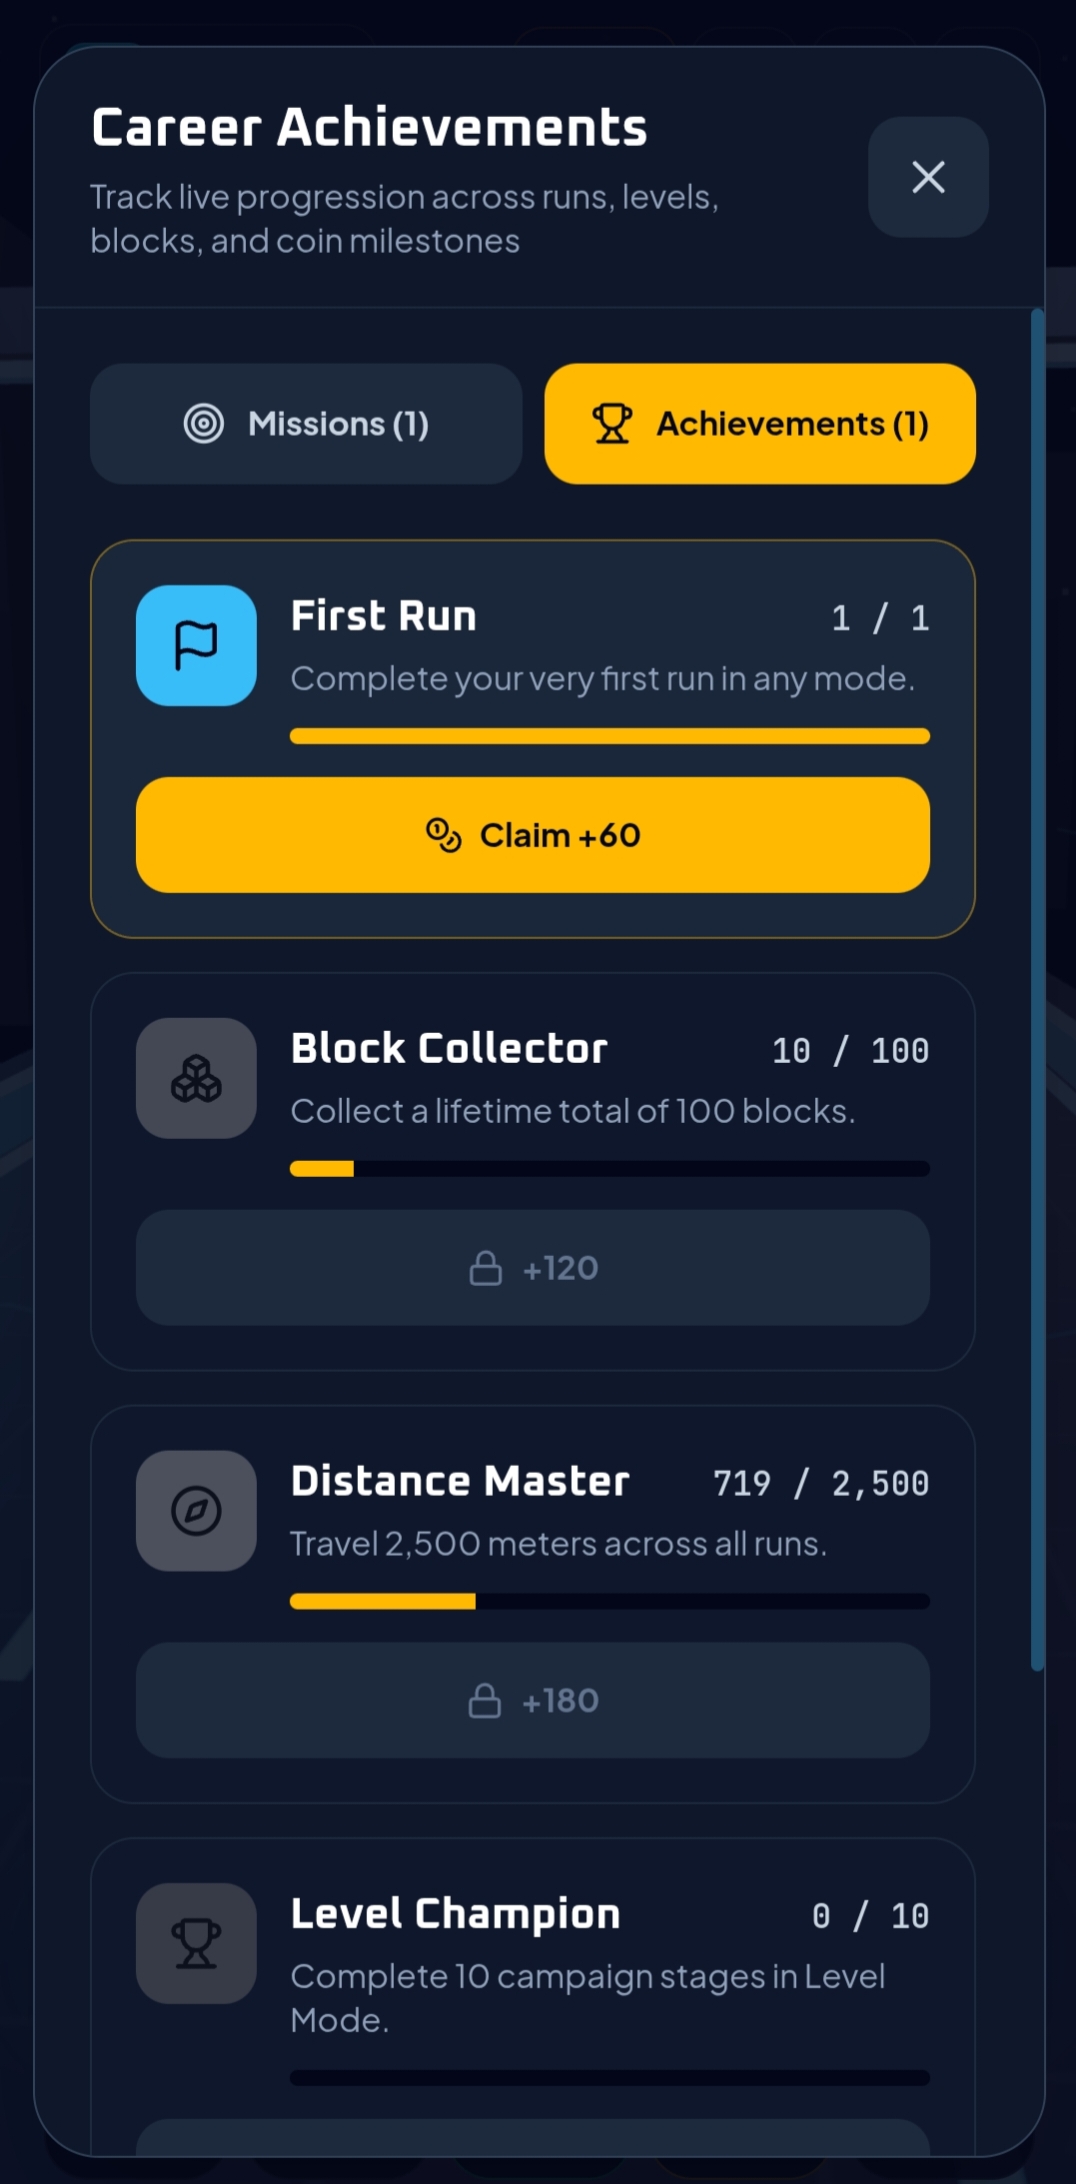 Career Achievements
Track live progression across runs, levels,
blocks, and coin milestones
Missions (1)
Achievements (1)
First Run
1 / 1
Complete your very first run in any mode.
Claim +60
Block Collector
10 / 100
Collect a lifetime total of 100 blocks.
+120
Distance Master
719 / 2,500
Travel 2,500 meters across all runs.
+180
Level Champion
0 / 10
Complete 10 campaign stages in Level
Mode.